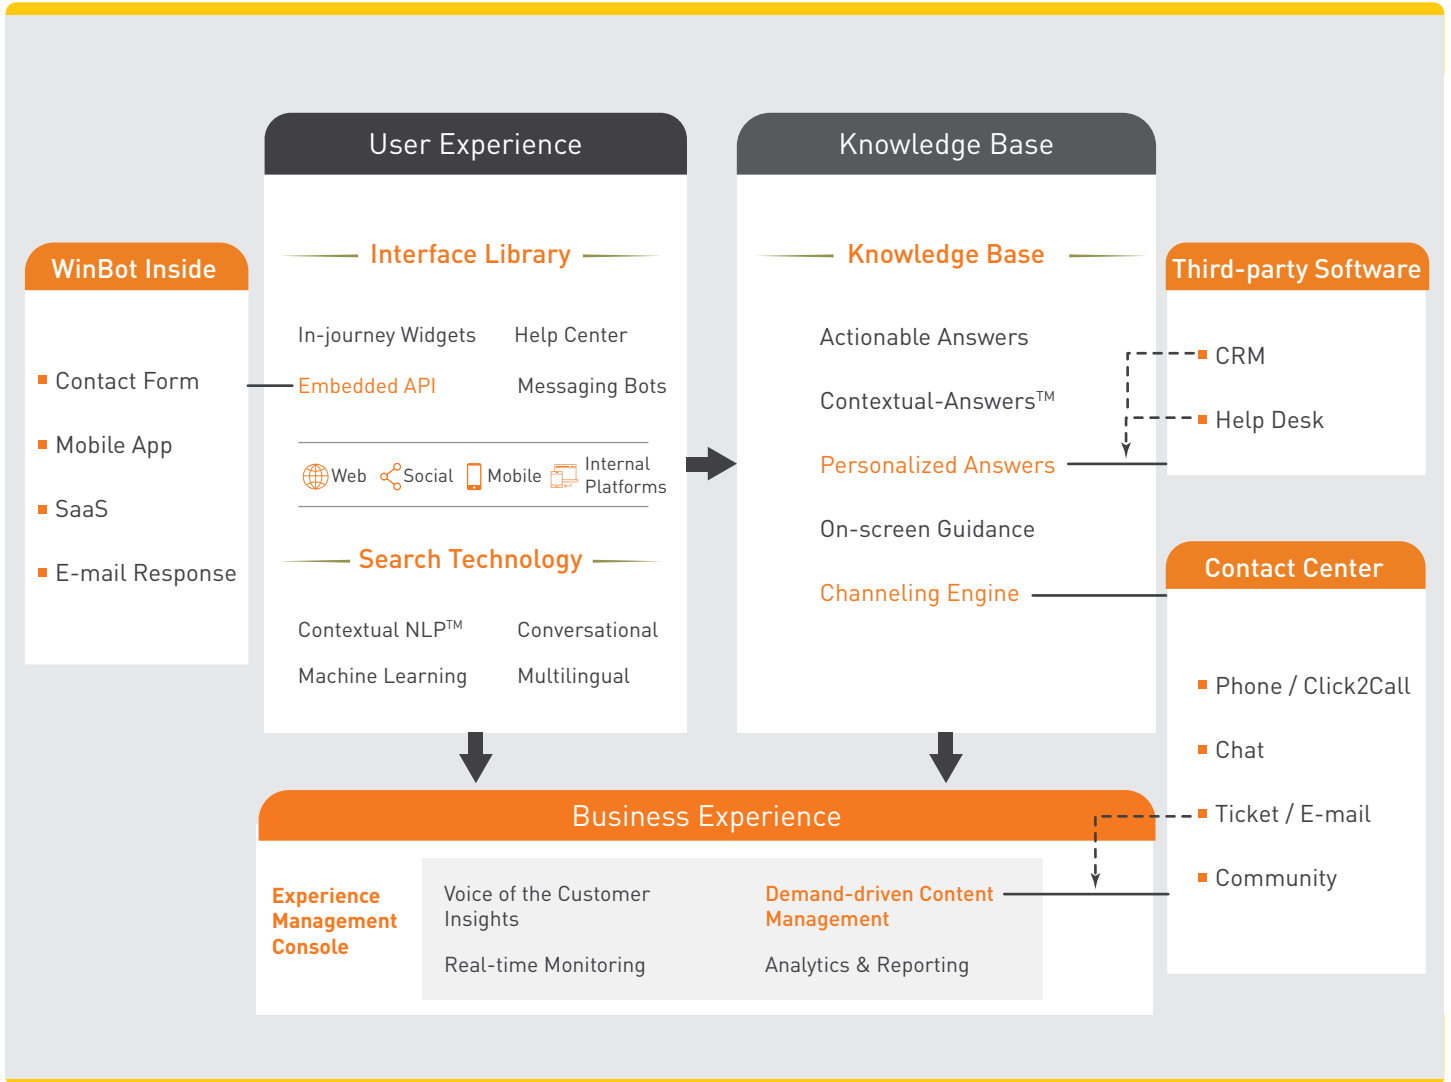 User Experience
Knowledge Base
WinBot Inside
Contact Form
Mobile App
SaaS
E-mail Response
Interface Library
In-journey Widgets
Help Center
Embedded API
Messaging Bots
Web
Social
Mobile
Internal
Platforms
Search Technology
Contextual NLP™
Conversational
Machine Learning
Multilingual
Knowledge Base
Actionable Answers
Contextual-Answers™
Personalized Answers
On-screen Guidance
Channeling Engine
Third-party Software
CRM
Help Desk
Contact Center
Phone / Click2Call
Chat
Ticket / E-mail
Community
Business Experience
Experience
Management
Console
Voice of the Customer
Insights
Real-time Monitoring
Demand-driven Content
Management
Analytics & Reporting